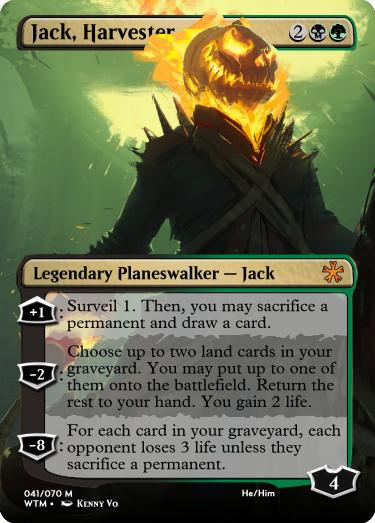 Jack, Harvester 2
Legendary Planeswalker — Jack
+1 : Surveil 1. Then, you may sacrifice a
permanent and draw a card.
Choose up to two land cards in your
graveyard. You may put up to one of
-2 : them onto the battlefield. Return the
rest to your hand. You gain 2 life.
For each card in your graveyard, each
-8 : opponent loses 3 life unless they
sacrifice a permanent.
4
041/070 M He/Him
WTM • Kenny Vo